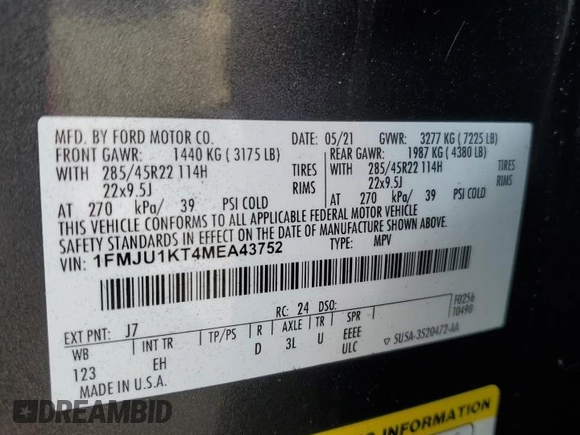 MFD. BY FORD MOTOR CO. DATE: 05/21 GVWR: 3277 KG ( 7225 LB)
FRONT GAWR: 1440 KG ( 3175 LB) REAR GAWR: 1987 KG ( 4380 LB)
WITH 285/45R22 114H TIRES WITH 285/45R22 114H TIRES
22x9.5J RIMS 22x9.5J RIMS
AT 270 kPa/ 39 PSI COLD AT 270 kPa/ 39 PSI COLD
THIS VEHICLE CONFORMS TO ALL APPLICABLE FEDERAL MOTOR VEHICLE
SAFETY STANDARDS IN EFFECT ON THE DATE OF MANUFACTURE SHOWN ABOVE.
VIN: 1FMJU1KT4MEA43752 TYPE: MPV
F0256
T0490
RC: 24 DSO:
EXT PNT: J7
WB INT TR TP/PS R AXLE TR SPR
123 EH D 3L U EEEE
ULC
▽ 5USA-3520472-AA
MADE IN U.S.A.
INFORMATION
DREAMBID